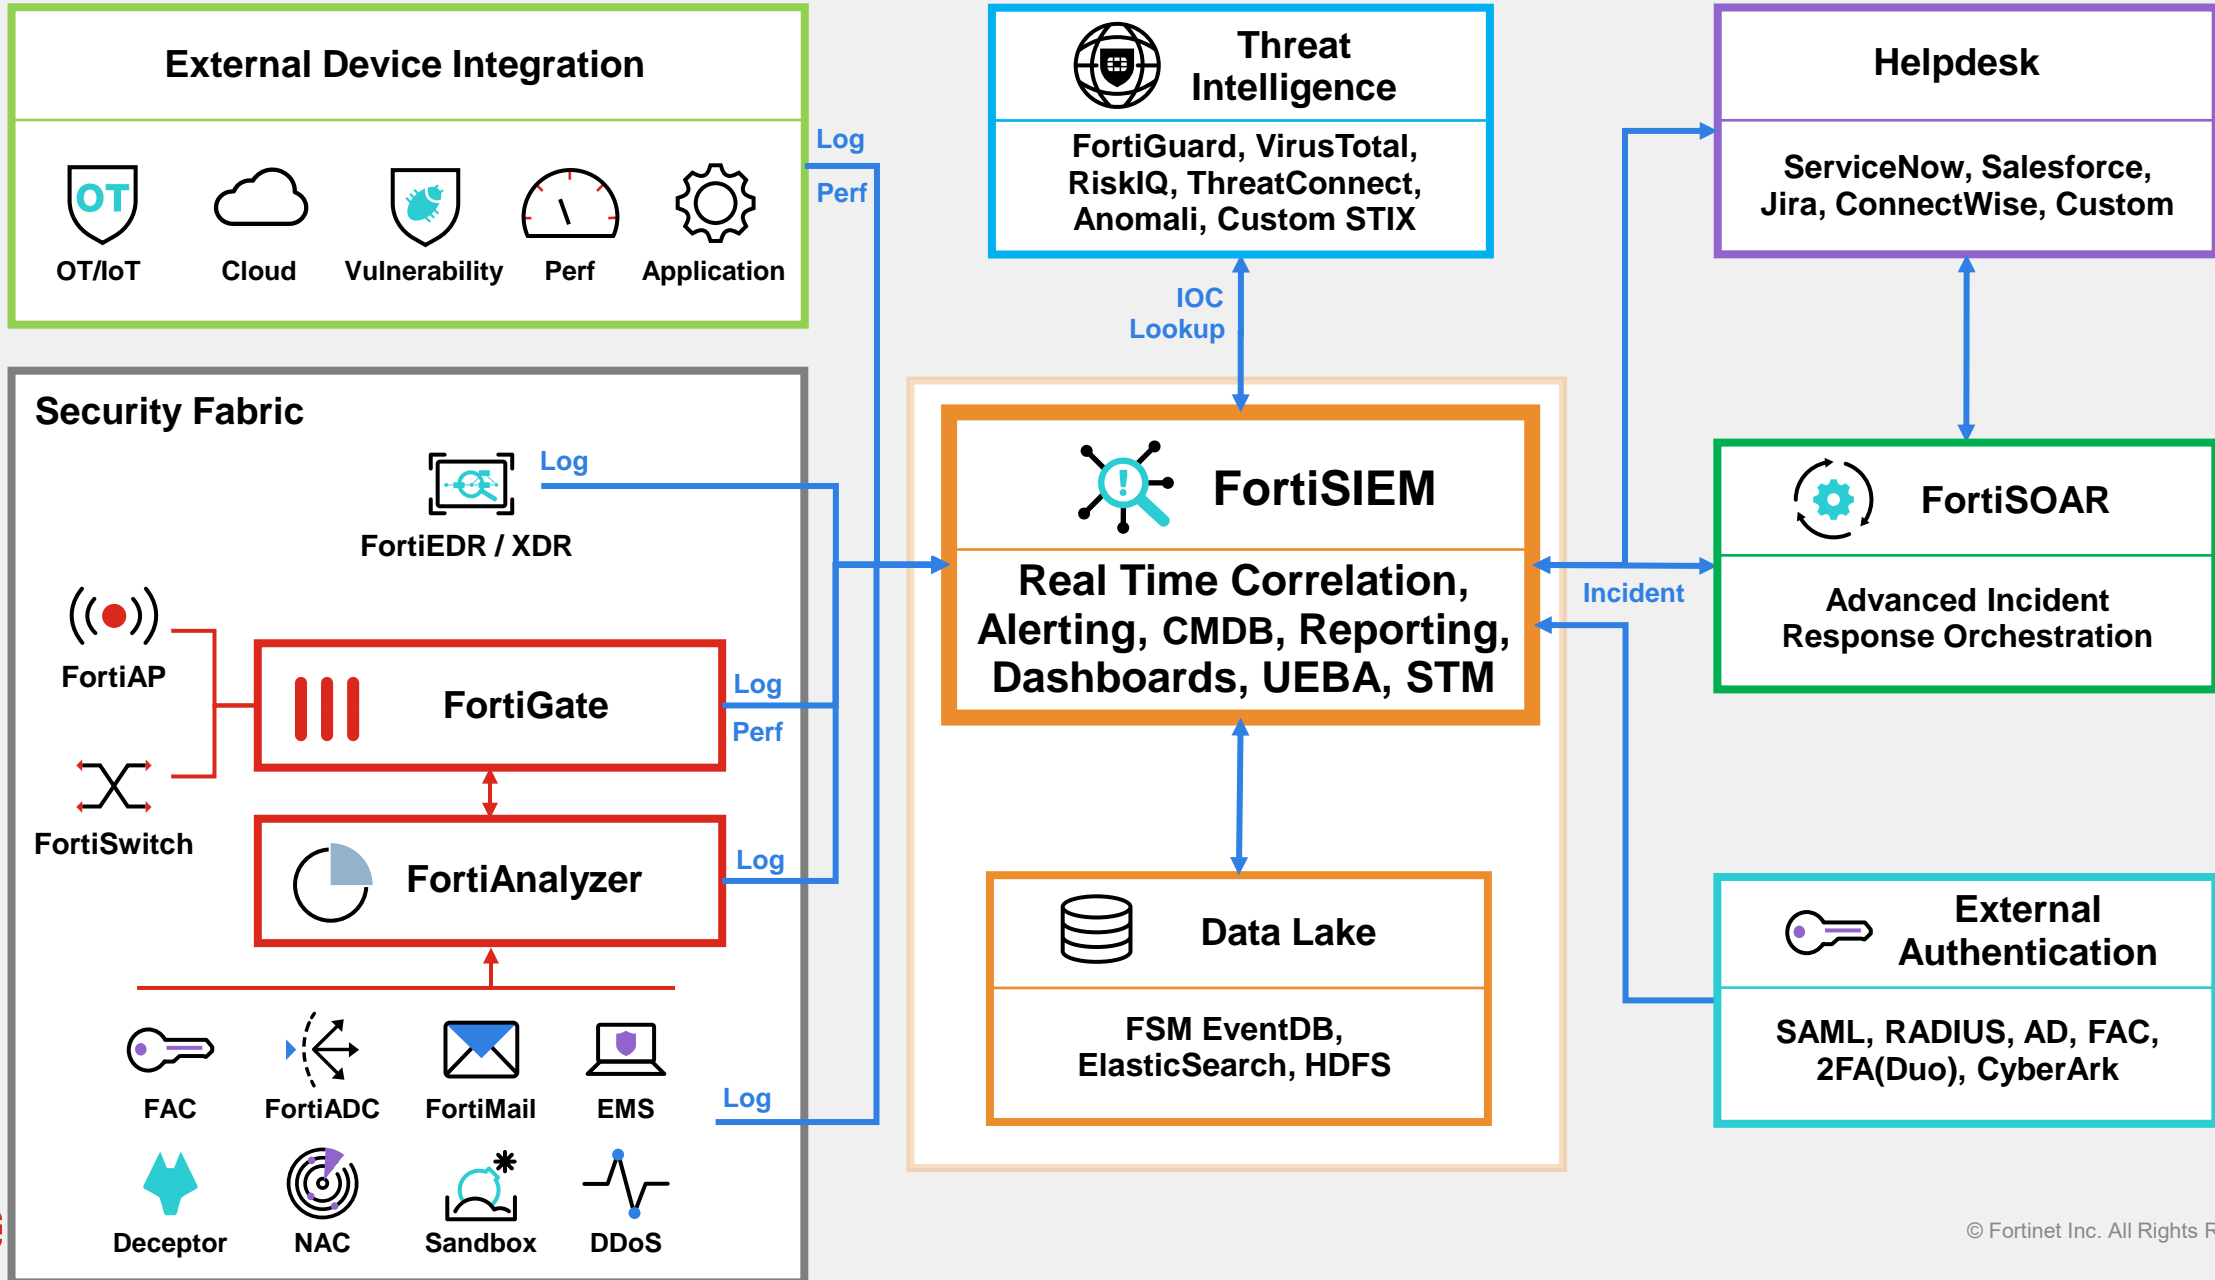 External Device Integration
OT
OT/IoT
Cloud
Vulnerability
Perf
Application
Log
Perf
Threat
Intelligence
FortiGuard, VirusTotal,
RiskIQ, ThreatConnect,
Anomali, Custom STIX
IOC
Lookup
Helpdesk
ServiceNow, Salesforce,
Jira, ConnectWise, Custom
Security Fabric
Log
FortiEDR / XDR
FortiAP
FortiSwitch
FortiGate
Log
Perf
FortiAnalyzer
Log
FAC
FortiADC
FortiMail
EMS
Log
Deceptor
NAC
Sandbox
DDoS
FortiSIEM
Real Time Correlation,
Alerting, CMDB, Reporting,
Dashboards, UEBA, STM
Data Lake
FSM EventDB,
ElasticSearch, HDFS
Incident
FortiSOAR
Advanced Incident
Response Orchestration
External
Authentication
SAML, RADIUS, AD, FAC,
2FA(Duo), CyberArk
© Fortinet Inc. All Rights R